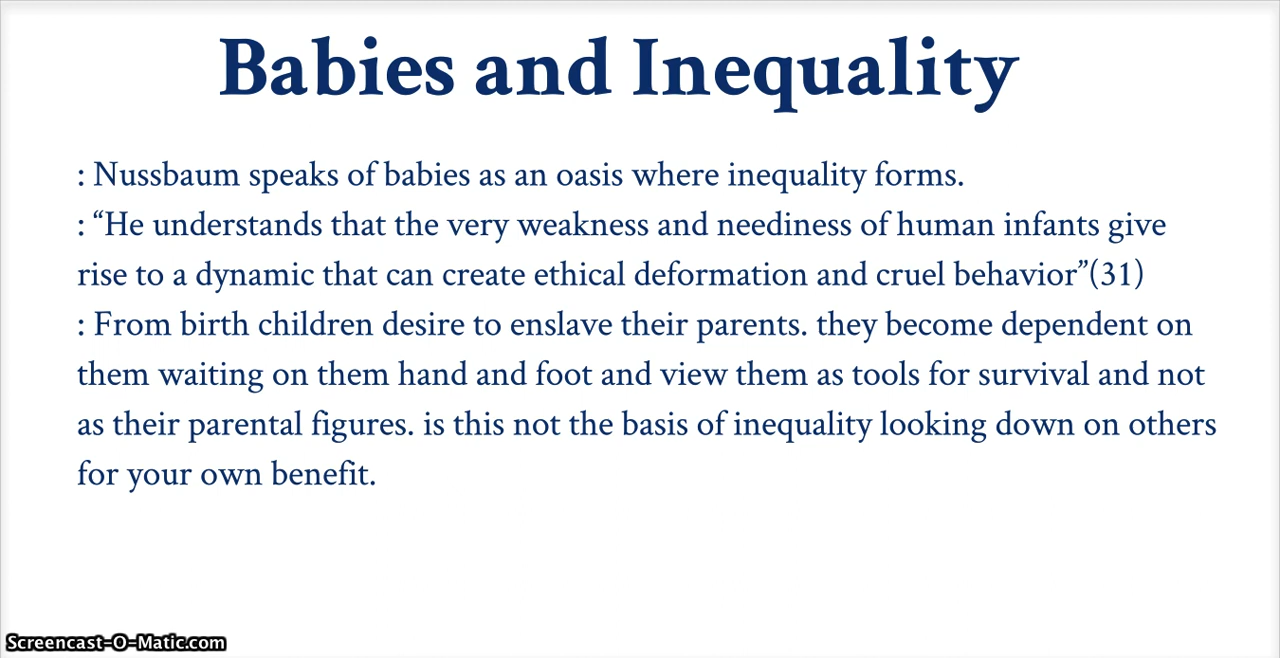 Babies and Inequality
: Nussbaum speaks of babies as an oasis where inequality forms.
: “He understands that the very weakness and neediness of human infants give
rise to a dynamic that can create ethical deformation and cruel behavior”(31)
: From birth children desire to enslave their parents. they become dependent on
them waiting on them hand and foot and view them as tools for survival and not
as their parental figures. is this not the basis of inequality looking down on others
for your own benefit.
Screencast-O-Matic.com